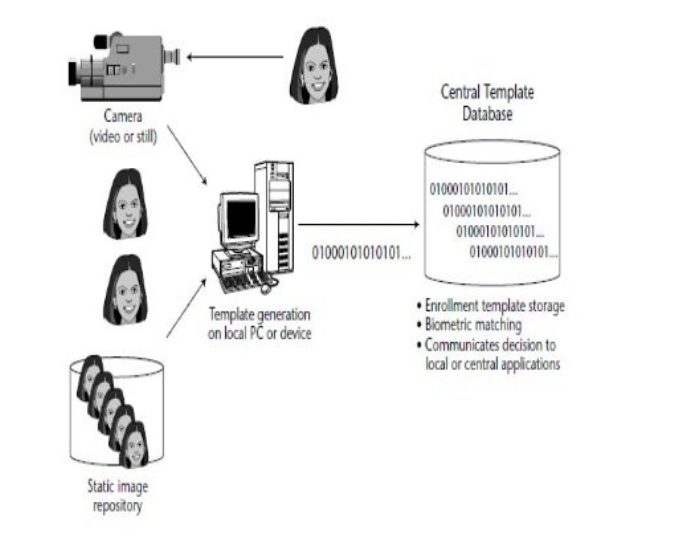 Camera
(video or still)
Central Template
Database
01000101010101...
01000101010101...
01000101010101...
01000101010101...
01000101010101...
Template generation
on local PC or device
• Enrollment template storage
• Biometric matching
• Communicates decision to
local or central applications
Static image
repository